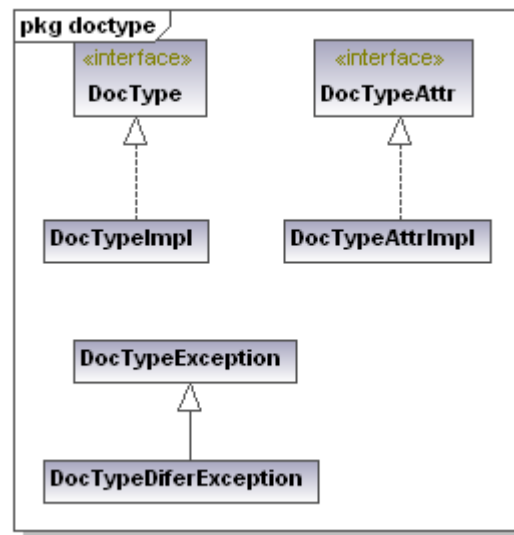 pkg doctype
«interface»
DocType
«interface»
DocTypeAttr
DocTypeImpl
DocTypeAttrImpl
DocTypeException
DocTypeDiferException